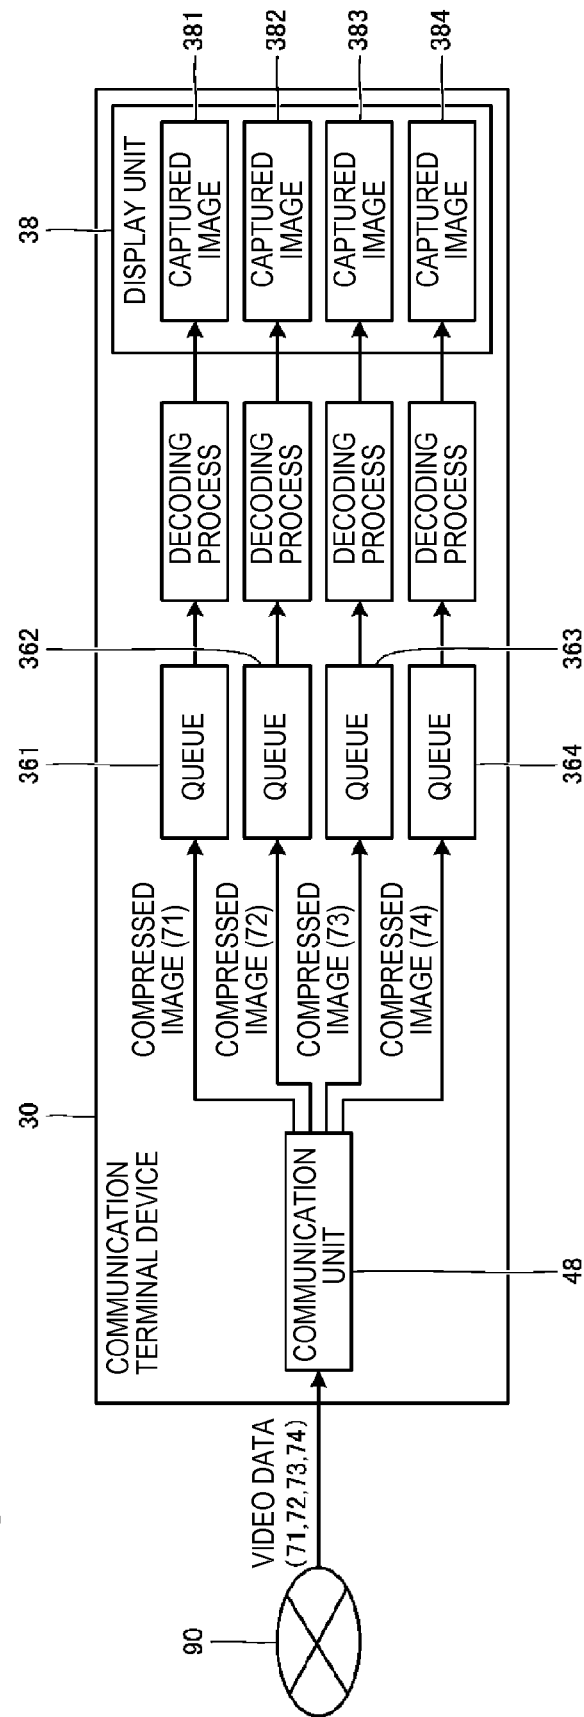 COMMUNICATION
TERMINAL DEVICE
30
38
DISPLAY UNIT
VIDEO DATA
(71,72,73,74)
90
COMMUNICATION
UNIT
48
COMPRESSED
IMAGE (71)
COMPRESSED
IMAGE (72)
COMPRESSED
IMAGE (73)
COMPRESSED
IMAGE (74)
361
362
363
364
QUEUE
QUEUE
QUEUE
QUEUE
DECODING
PROCESS
DECODING
PROCESS
DECODING
PROCESS
DECODING
PROCESS
CAPTURED
IMAGE
CAPTURED
IMAGE
CAPTURED
IMAGE
CAPTURED
IMAGE
381
382
383
384